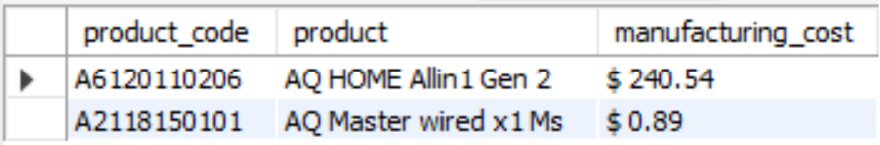 product_code product manufacturing_cost
A6120110206 AQ HOME Allin1 Gen 2 $ 240.54
A2118150101 AQ Master wired x1 Ms $ 0.89